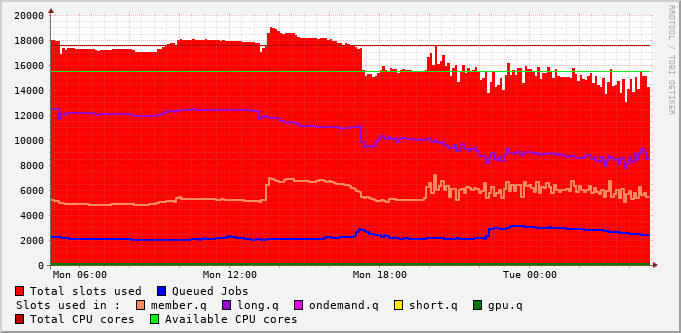 20000
18000
16000
14000
12000
10000
8000
6000
4000
2000
0
Mon 06:00 Mon 12:00 Mon 18:00 Tue 00:00
RRDTOOL / TOBI OETIKER
Total slots used Queued Jobs
Slots used in : member.q long.q ondemand.q short.q gpu.q
Total CPU cores Available CPU cores